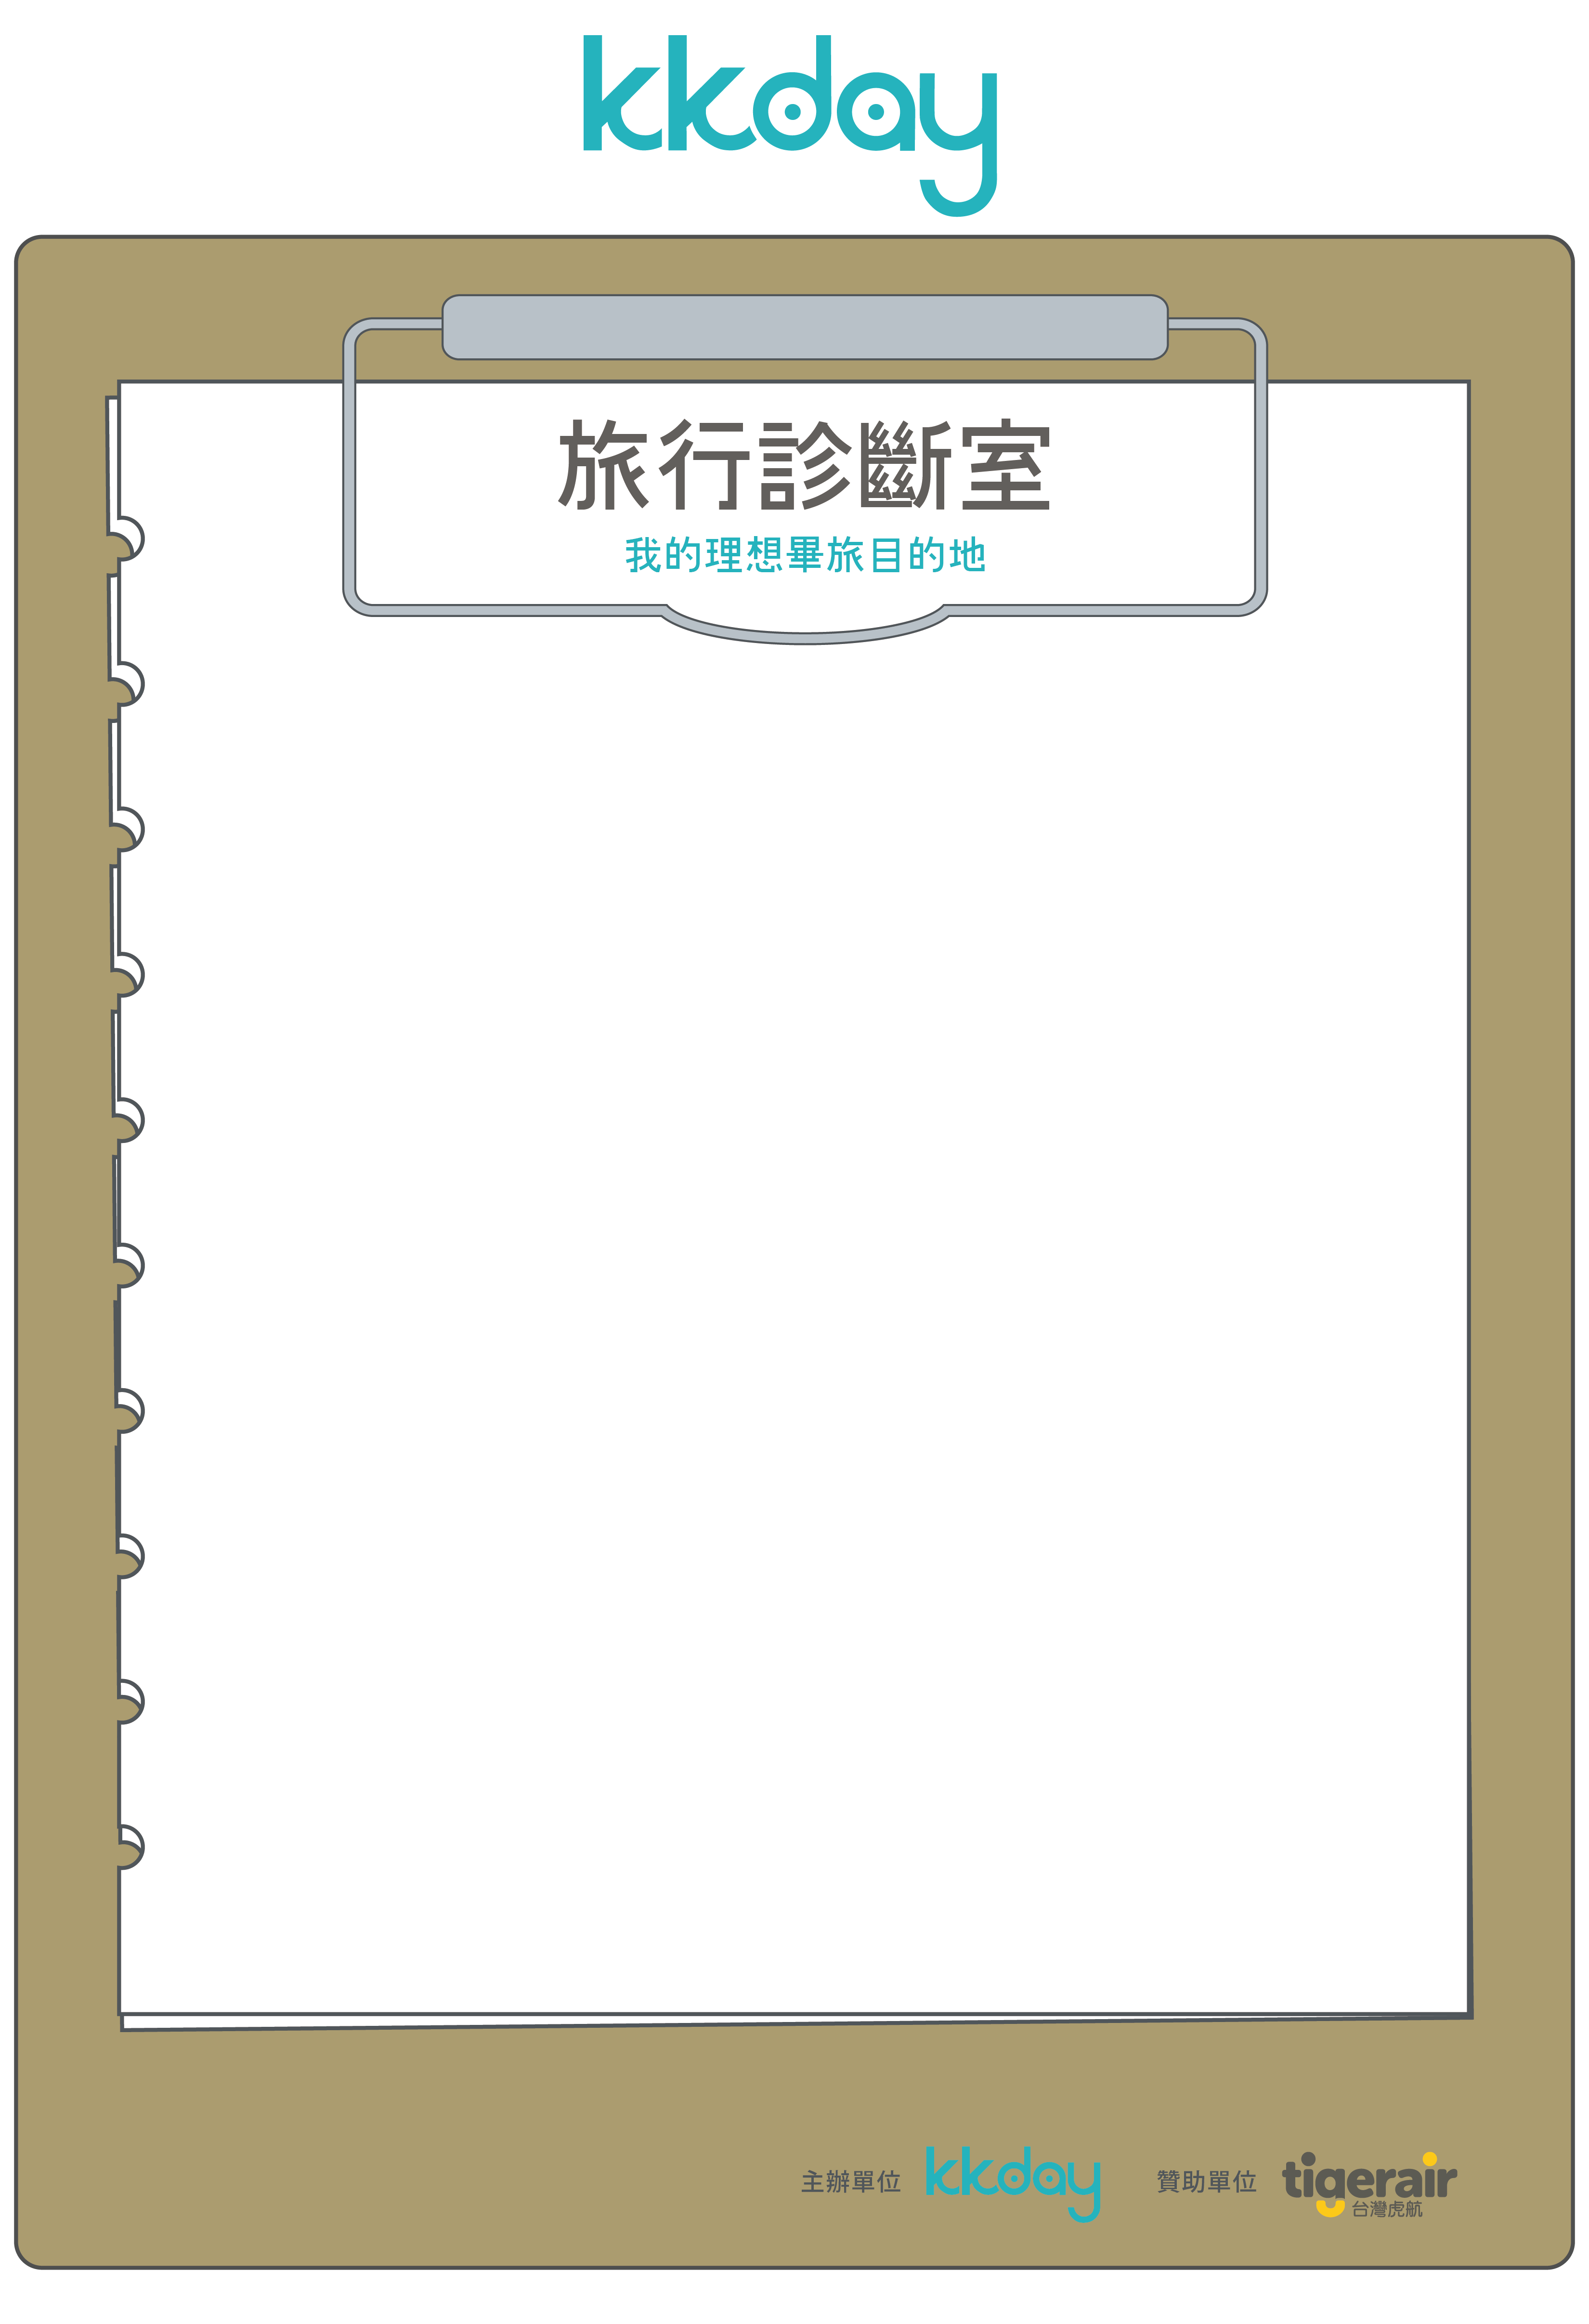 kkday
旅行診斷室
我的理想畢旅目的地
主辦單位 kkday 贊助單位 tigerair
台灣虎航